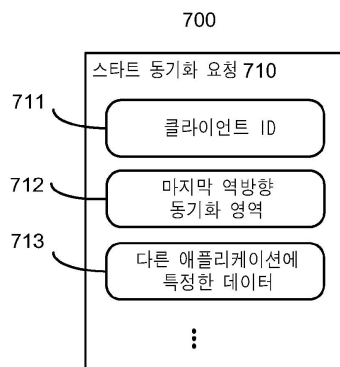 700
스타트 동기화 요청 710
711
클라이언트 ID
712
마지막 역방향
동기화 영역
713
다른 애플리케이션에
특정한 데이터